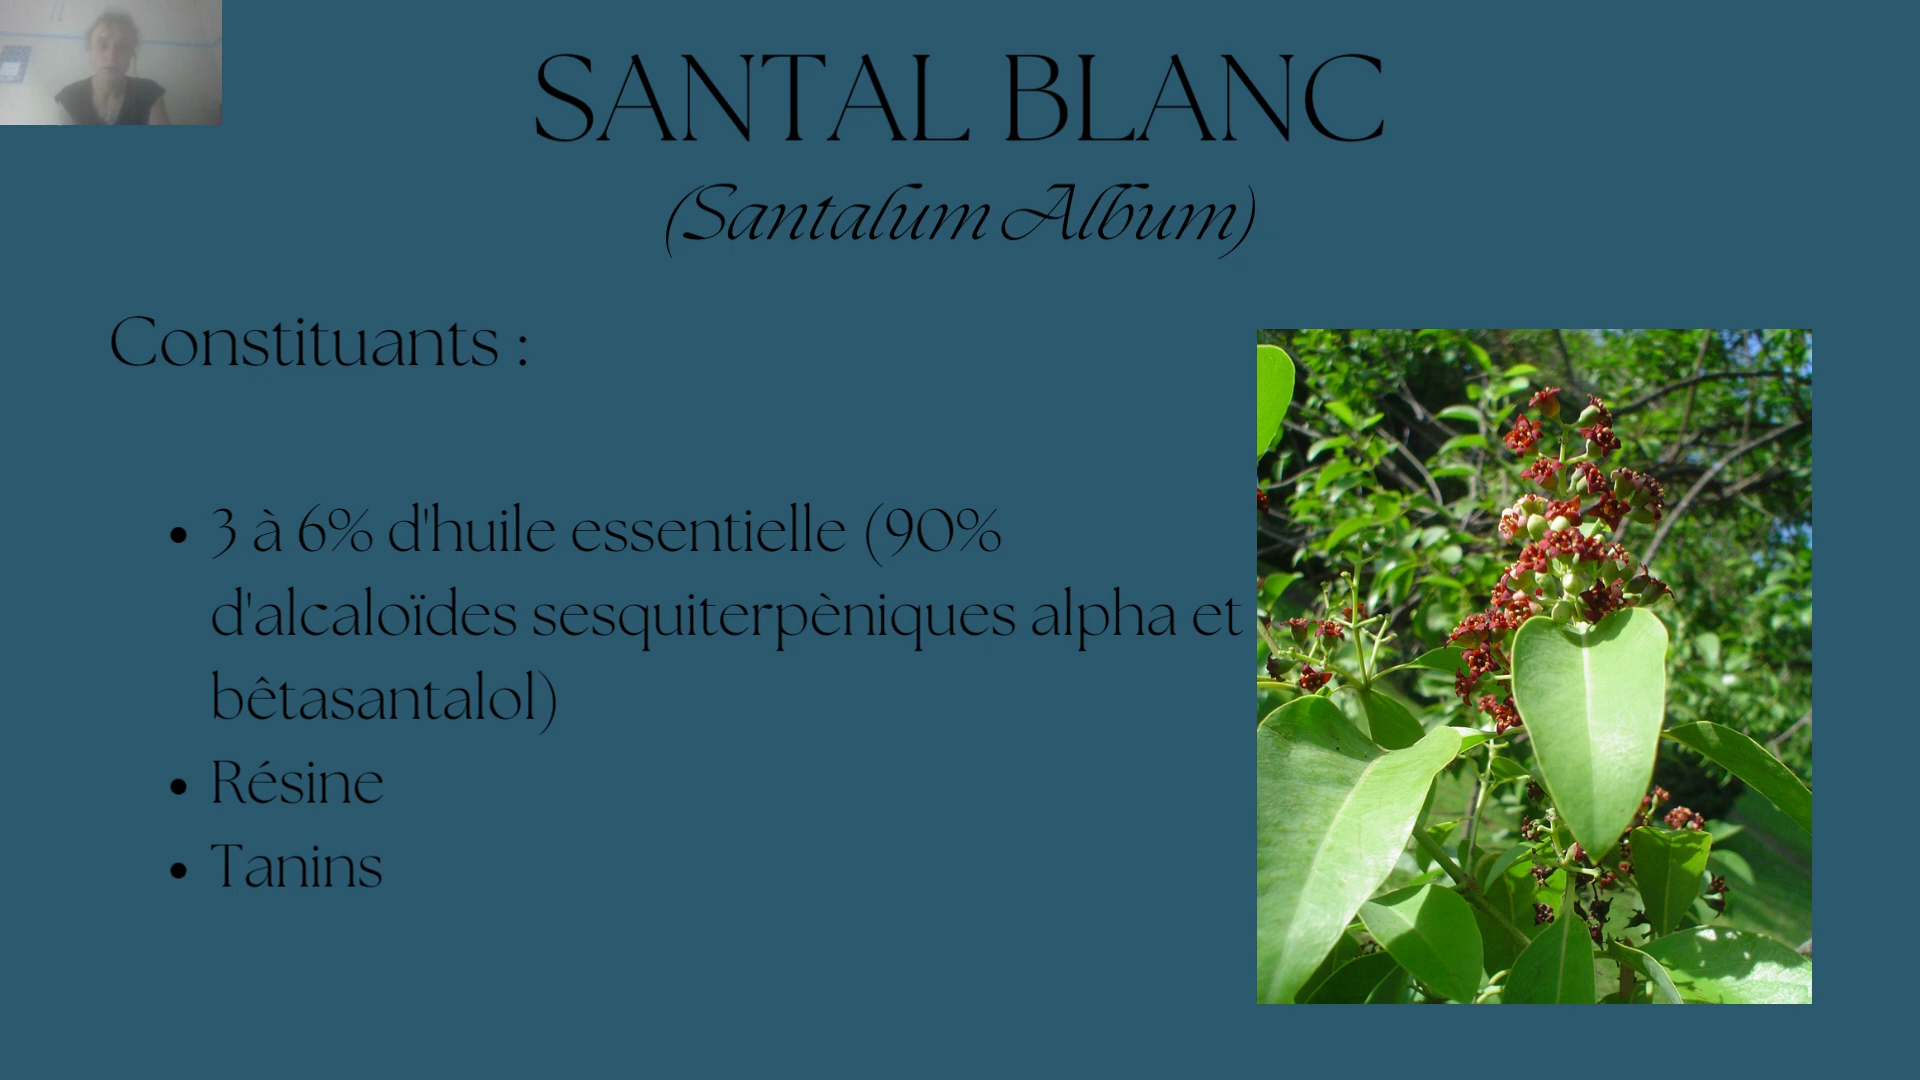 SANTAL BLANC
(Santalum Album)
Constituants :
• 3 à 6% d'huile essentielle (90%
d'alcaloïdes sesquiterpèniques alpha et
bêtasantalol)
• Résine
• Tanins